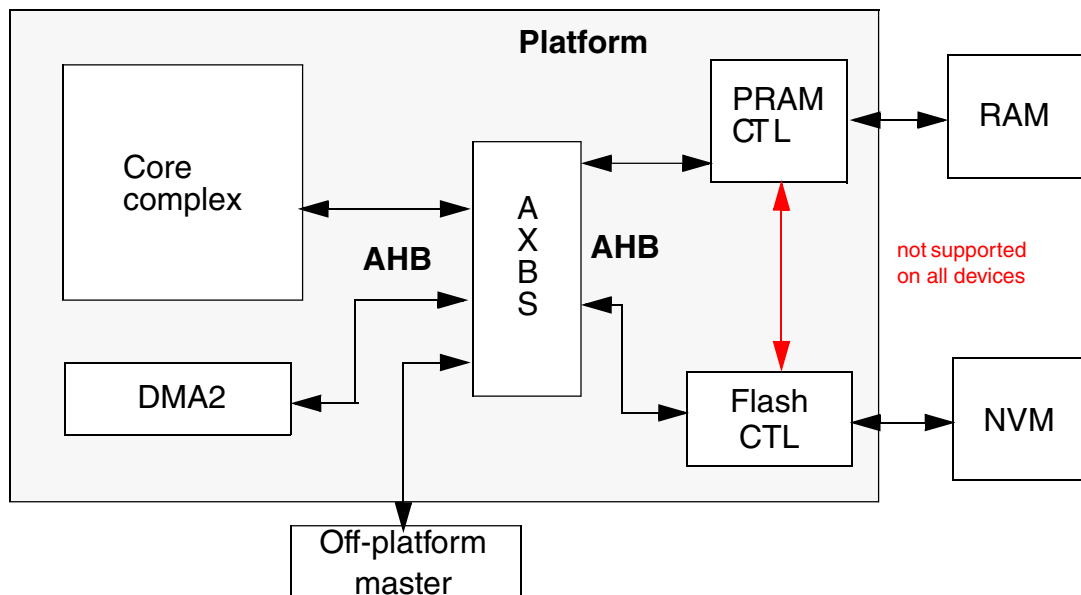 Platform
PRAM
CTL
RAM
Core
complex
A
X
B
S
AHB
AHB
not supported
on all devices
DMA2
Flash
CTL
NVM
Off-platform
master